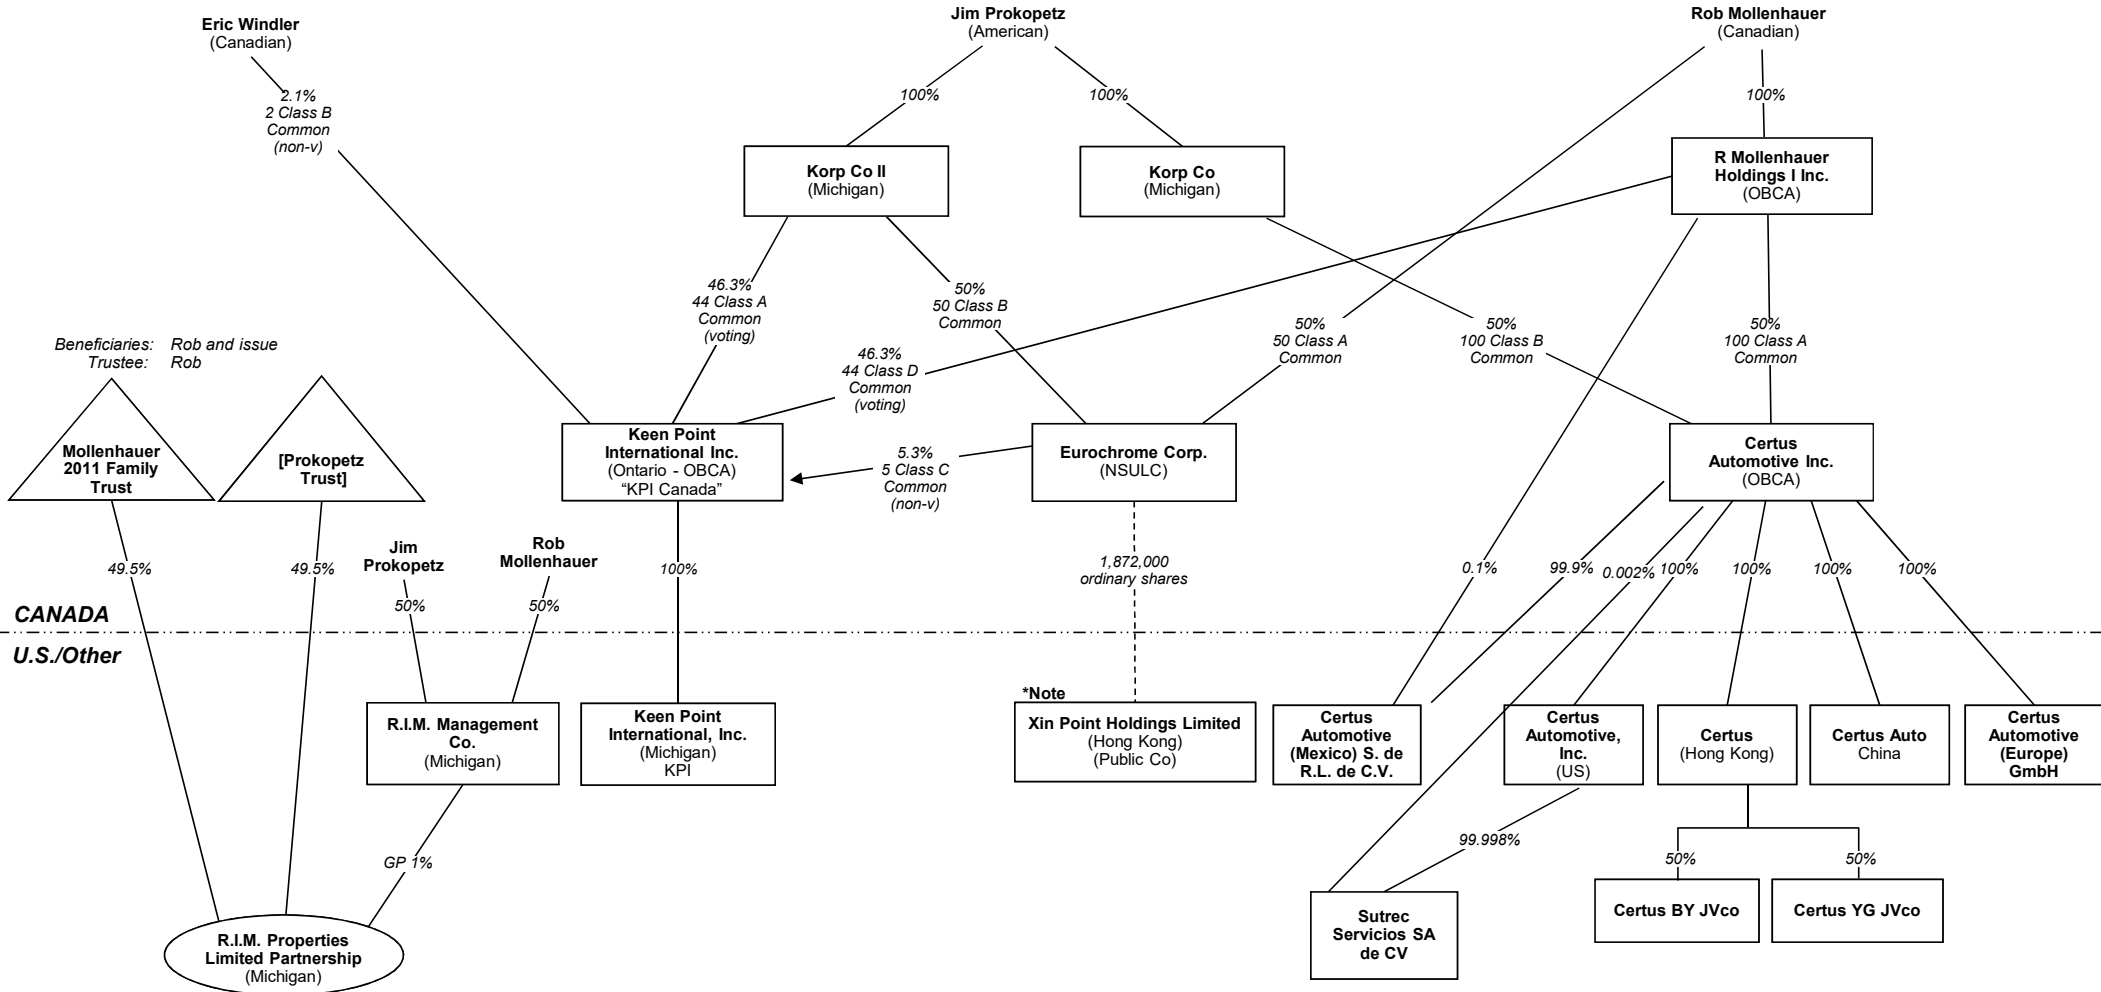 Eric Windler
(Canadian)
Jim Prokopetz
(American)
Rob Mollenhauer
(Canadian)
2.1%
2 Class B
Common
(non-v)
100%
100%
100%
Korp Co II
(Michigan)
Korp Co
(Michigan)
R Mollenhauer
Holdings I Inc.
(OBCA)
46.3%
44 Class A
Common
(voting)
50%
50 Class B
Common
46.3%
44 Class D
Common
(voting)
50%
50 Class A
Common
50%
100 Class B
Common
50%
100 Class A
Common
Beneficiaries: Rob and issue
Trustee: Rob
Mollenhauer
2011 Family
Trust
[Prokopetz
Trust]
Keen Point
International Inc.
(Ontario - OBCA)
“KPI Canada”
5.3%
5 Class C
Common
(non-v)
Eurochrome Corp.
(NSULC)
Certus
Automotive Inc.
(OBCA)
49.5%
49.5%
Jim
Prokopetz
Rob
Mollenhauer
50%
50%
100%
1,872,000
ordinary shares
0.1%
99.9%
0.002%
100%
100%
100%
100%
CANADA
U.S./Other
R.I.M. Management
Co.
(Michigan)
Keen Point
International, Inc.
(Michigan)
KPI
*Note
Xin Point Holdings Limited
(Hong Kong)
(Public Co)
Certus
Automotive
(Mexico) S. de
R.L. de C.V.
Certus
Automotive,
Inc.
(US)
Certus
(Hong Kong)
Certus Auto
China
Certus
Automotive
(Europe)
GmbH
GP 1%
99.998%
50%
50%
R.I.M. Properties
Limited Partnership
(Michigan)
Sutrec
Servicios SA
de CV
Certus BY JVco
Certus YG JVco